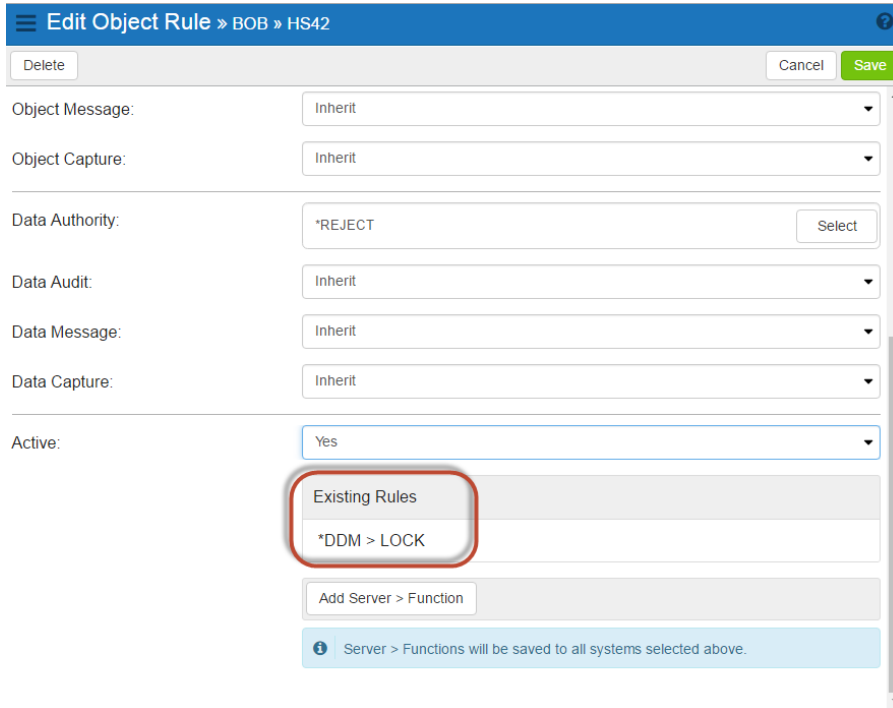 Edit Object Rule » BOB » HS42
Delete Cancel Save
Object Message: Inherit
Object Capture: Inherit
Data Authority: *REJECT Select
Data Audit: Inherit
Data Message: Inherit
Data Capture: Inherit
Active: Yes
Existing Rules
*DDM > LOCK
Add Server > Function
Server > Functions will be saved to all systems selected above.